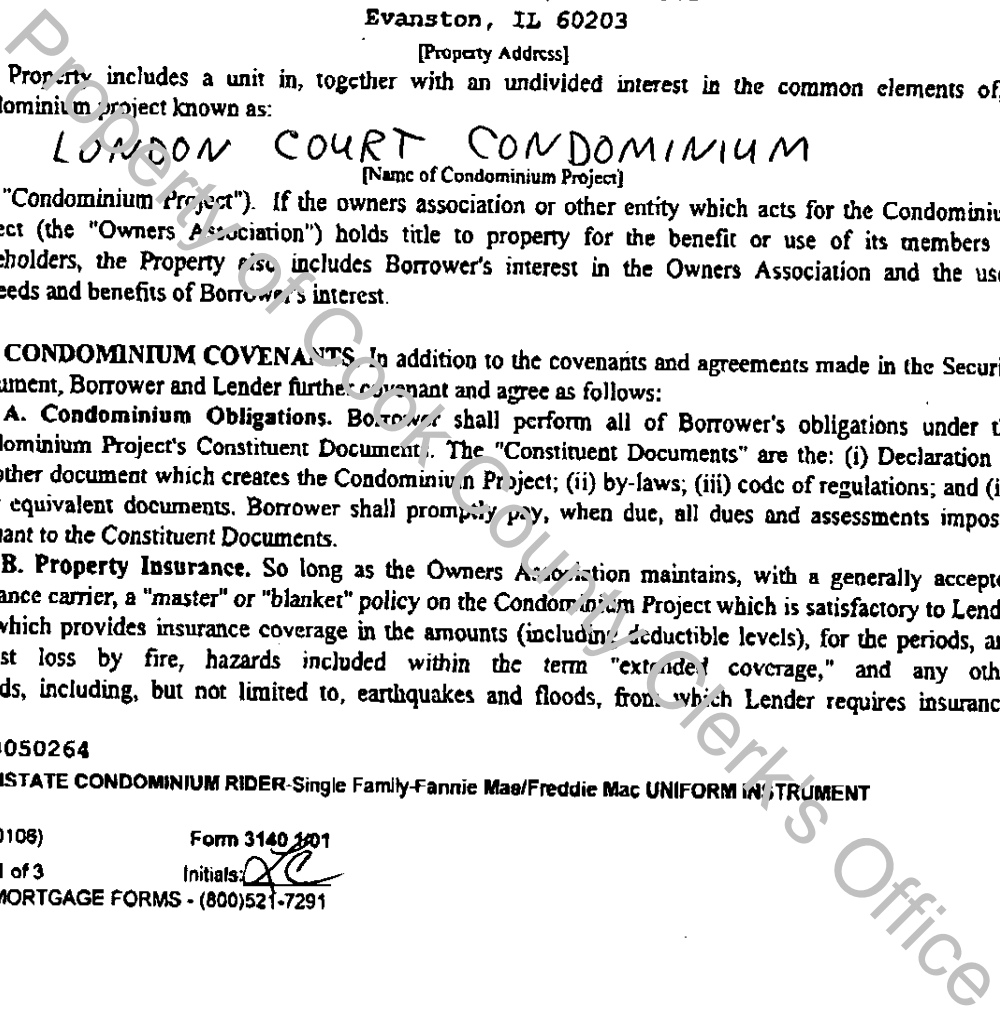 Evanston, IL 60203
[Property Address]
Property includes a unit in, together with an undivided interest in the common elements of,
dominium project known as:
LONDON COURT CONDOMINIUM
[Name of Condominium Project]
"Condominium Project"). If the owners association or other entity which acts for the Condominiu
ect (the "Owners Association") holds title to property for the benefit or use of its members
eholders, the Property also includes Borrower's interest in the Owners Association and the use
eeds and benefits of Borrower's interest.
CONDOMINIUM COVENANTS. In addition to the covenants and agreements made in the Securi
ument, Borrower and Lender further covenant and agree as follows:
A. Condominium Obligations. Borrower shall perform all of Borrower's obligations under t
dominium Project's Constituent Documents. The "Constituent Documents" are the: (i) Declaration
other document which creates the Condominium Project; (ii) by-laws; (iii) code of regulations; and (i
equivalent documents. Borrower shall promptly pay, when due, all dues and assessments impos
uant to the Constituent Documents.
B. Property Insurance. So long as the Owners Association maintains, with a generally accepte
ance carrier, a "master" or "blanket" policy on the Condominium Project which is satisfactory to Lend
which provides insurance coverage in the amounts (including deductible levels), for the periods, an
st loss by fire, hazards included within the term "extended coverage," and any oth
ds, including, but not limited to, earthquakes and floods, from which Lender requires insuranc
050264
ISTATE CONDOMINIUM RIDER-Single Family-Fannie Mae/Freddie Mac UNIFORM INSTRUMENT
0108)
Form 3140 1/01
1 of 3
Initials: LC
MORTGAGE FORMS - (800)521-7291
Property of Cook County Clerk's Office